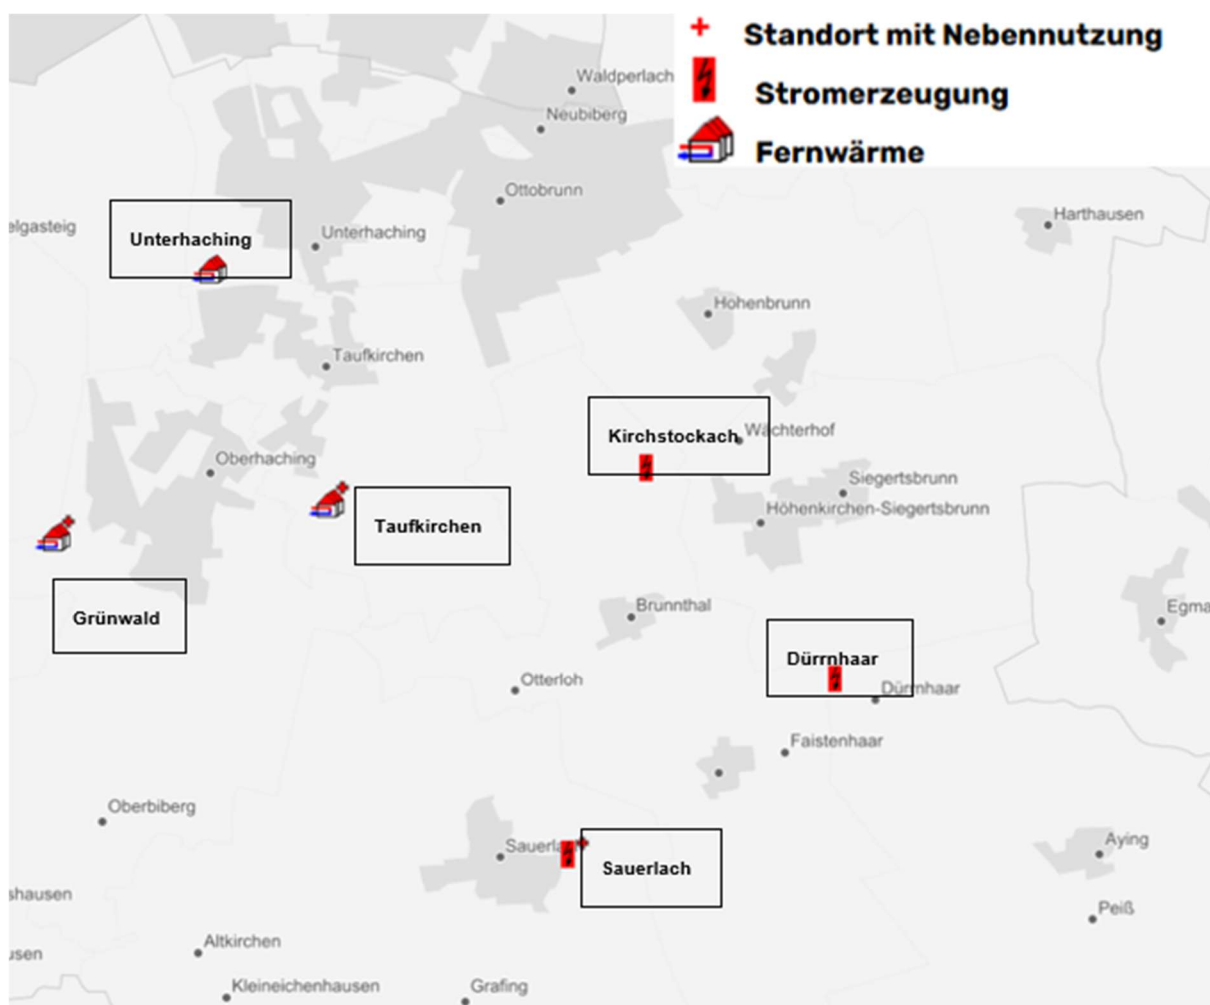 Standort mit Nebennutzung
Stromerzeugung
Fernwärme
Waldperlach
Neubiberg
Ottobrunn
Harthausen
elgasteig
Unterhaching
Unterhaching
Hohenbrunn
Taufkirchen
Kirchstockach
Wächterhof
Oberhaching
Siegertsbrunn
Höhenkirchen-Siegertsbrunn
Taufkirchen
Grünwald
Brunnthal
Egma
Dürrnhaar
Dürrnhaar
Otterloh
Faistenhaar
Oberbiberg
Sauerlach
Sauerlach
Aying
shausen
Peiß
Altkirchen
usen
Kleineichenhausen
Grafing